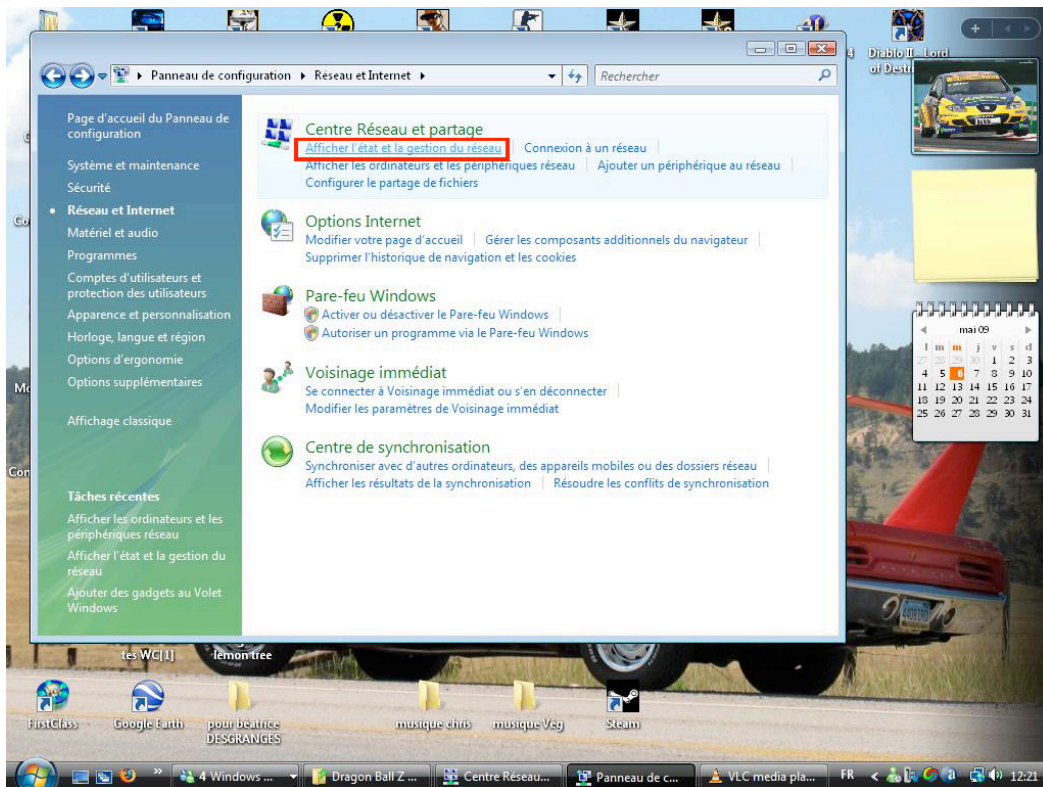 Diablo II - Lord
Panneau de configuration
Réseau et Internet
Rechercher
Page d'accueil du Panneau de
configuration
Système et maintenance
Sécurité
Réseau et Internet
Matériel et audio
Programmes
Comptes d'utilisateurs et
protection des utilisateurs
Apparence et personnalisation
Horloge, langue et région
Options d'ergonomie
Options supplémentaires
Affichage classique
Tâches récentes
Afficher les ordinateurs et les
périphériques réseau
Afficher l'état et la gestion du
réseau
Ajouter des gadgets au Volet
Windows
Centre Réseau et partage
Afficher l'état et la gestion du réseau Connexion à un réseau
Afficher les ordinateurs et les périphériques réseau Ajouter un périphérique au réseau
Configurer le partage de fichiers
Options Internet
Modifier votre page d'accueil Gérer les composants additionnels du navigateur
Supprimer l'historique de navigation et les cookies
Pare-feu Windows
Activer ou désactiver le Pare-feu Windows
Autoriser un programme via le Pare-feu Windows
Voisinage immédiat
Se connecter à Voisinage immédiat ou s'en déconnecter
Modifier les paramètres de Voisinage immédiat
Centre de synchronisation
Synchroniser avec d'autres ordinateurs, des appareils mobiles ou des dossiers réseau
Afficher les résultats de la synchronisation Résoudre les conflits de synchronisation
mai 09
l m m j v s d
27 28 29 30 1 2 3
4 5 6 7 8 9 10
11 12 13 14 15 16 17
18 19 20 21 22 23 24
25 26 27 28 29 30 31
tes WC[1]
lemon tree
FirstClass
Google Earth
pour beatrice
DESGRANGES
musique chris
musique Veg
Steam
4 Windows ...
Dragon Ball Z ...
Centre Réseau...
Panneau de c...
VLC media pla...
FR
12:21